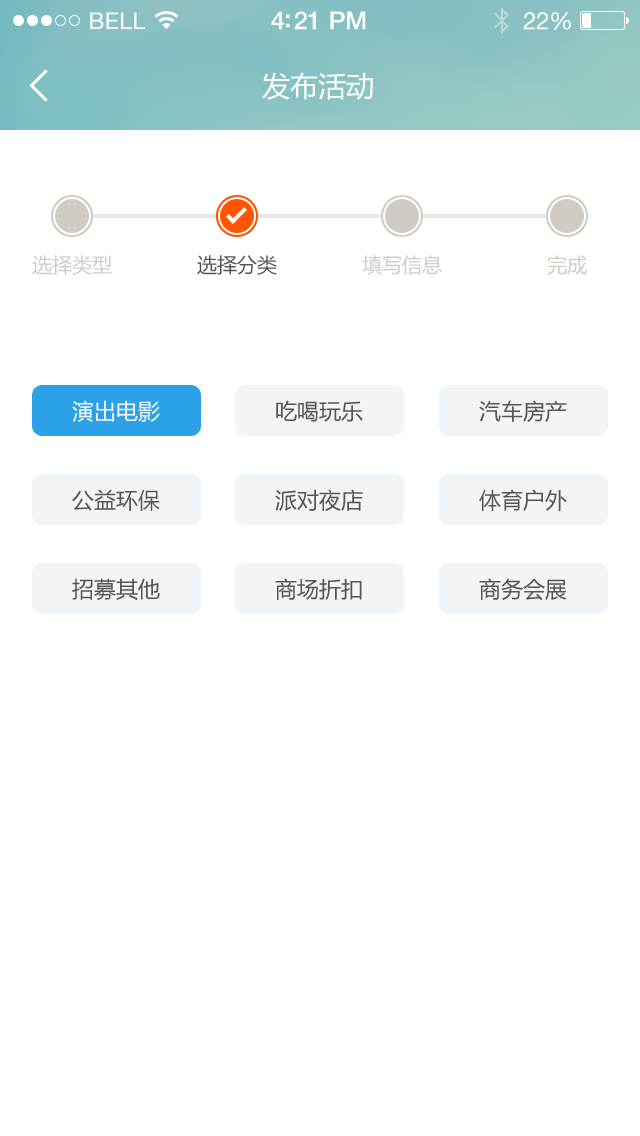 BELL 4:21 PM 22%
发布活动
选择类型 选择分类 填写信息 完成
演出电影 吃喝玩乐 汽车房产
公益环保 派对夜店 体育户外
招募其他 商场折扣 商务会展